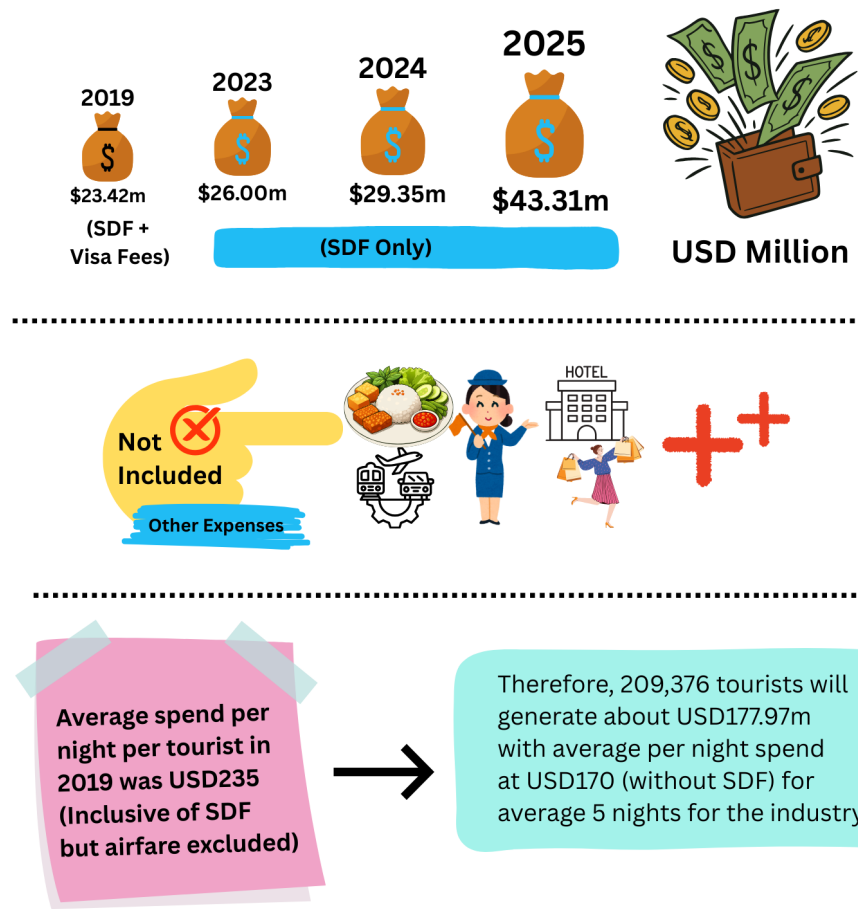 2019
2023
2024
2025
$23.42m
$26.00m
$29.35m
$43.31m
(SDF +
Visa Fees)
(SDF Only)
USD Million
Not
Included
Other Expenses
HOTEL
Average spend per
night per tourist in
2019 was USD235
(Inclusive of SDF
but airfare excluded)
Therefore, 209,376 tourists will
generate about USD177.97m
with average per night spend
at USD170 (without SDF) for
average 5 nights for the industry